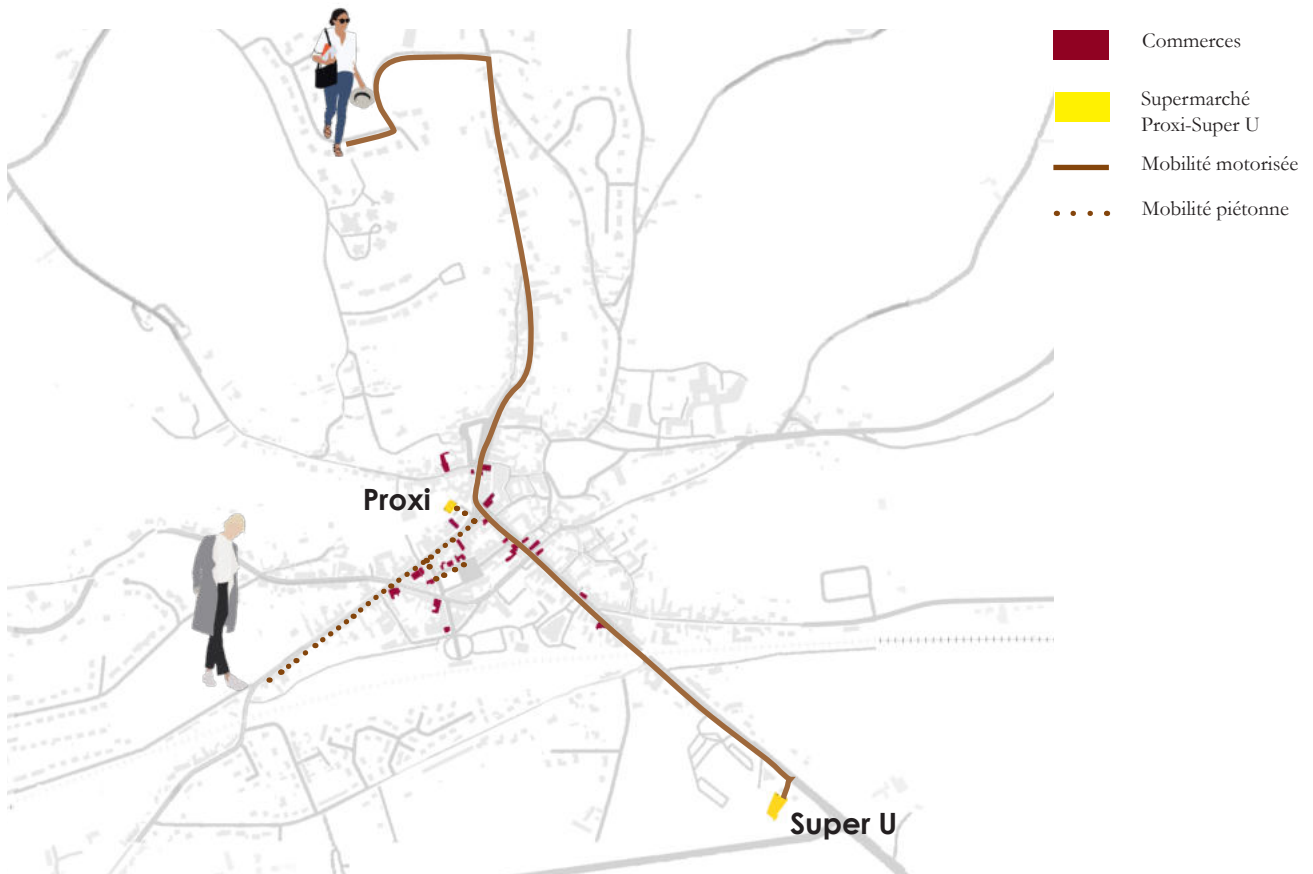 Commerces
Supermarché
Proxi-Super U
Mobilité motorisée
Mobilité piétonne
Proxi
Super U